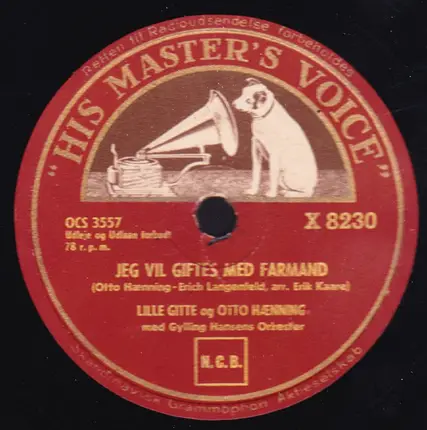 Retten til Radioudsendelse forbeholdes
"HIS MASTER'S VOICE"
OCS 3557
Udleje og Udlaan forbudt
78 r. p. m.
X 8230
JEG VIL GIFTES MED FARMAND
(Otto Hænning - Erich Langenfeld, arr. Erik Kaare)
LILLE GITTE og OTTO HÆNNING
med Gylling Hansens Orkester
N. C. B.
Skandinavisk Grammophon Aktieselskab